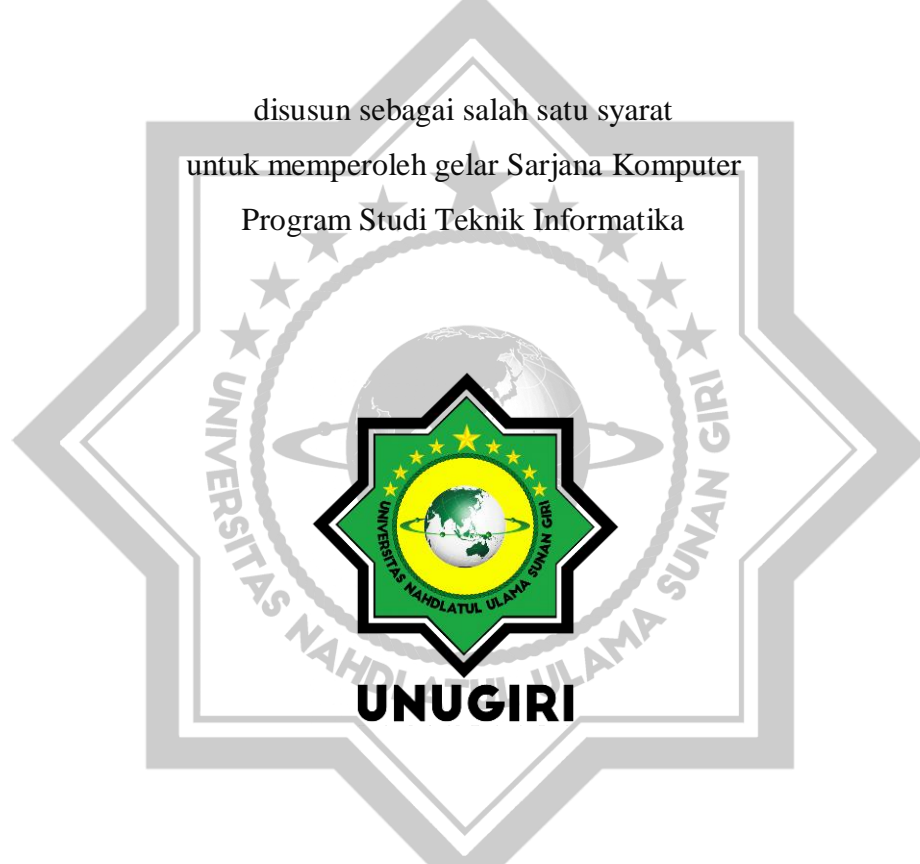 disusun sebagai salah satu syarat
untuk memperoleh gelar Sarjana Komputer
Program Studi Teknik Informatika
UNIVERSITAS NAHDLATUL ULAMA SUNAN GIRI
UNIVERSITAS NAHDLATUL ULAMA SUNAN GIRI
UNUGIRI